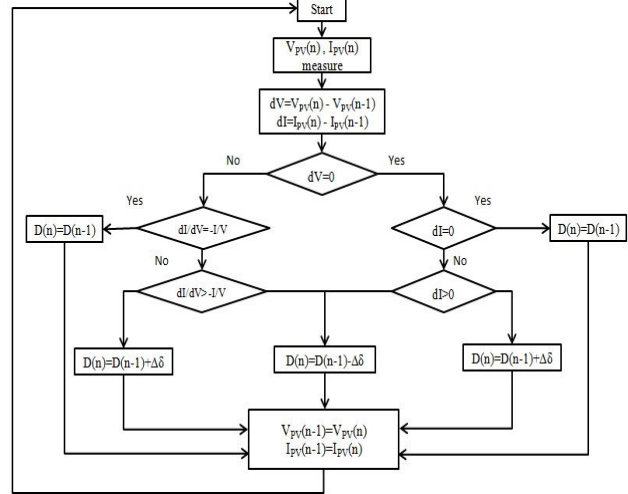 Start
V_PV(n) , I_PV(n)
measure
dV=V_PV(n) - V_PV(n-1)
dI=I_PV(n) - I_PV(n-1)
No
Yes
dV=0
Yes
Yes
D(n)=D(n-1)
dI/dV=-I/V
dI=0
D(n)=D(n-1)
No
No
dI/dV>-I/V
dI>0
D(n)=D(n-1)+Δδ
D(n)=D(n-1)-Δδ
D(n)=D(n-1)+Δδ
V_PV(n-1)=V_PV(n)
I_PV(n-1)=I_PV(n)